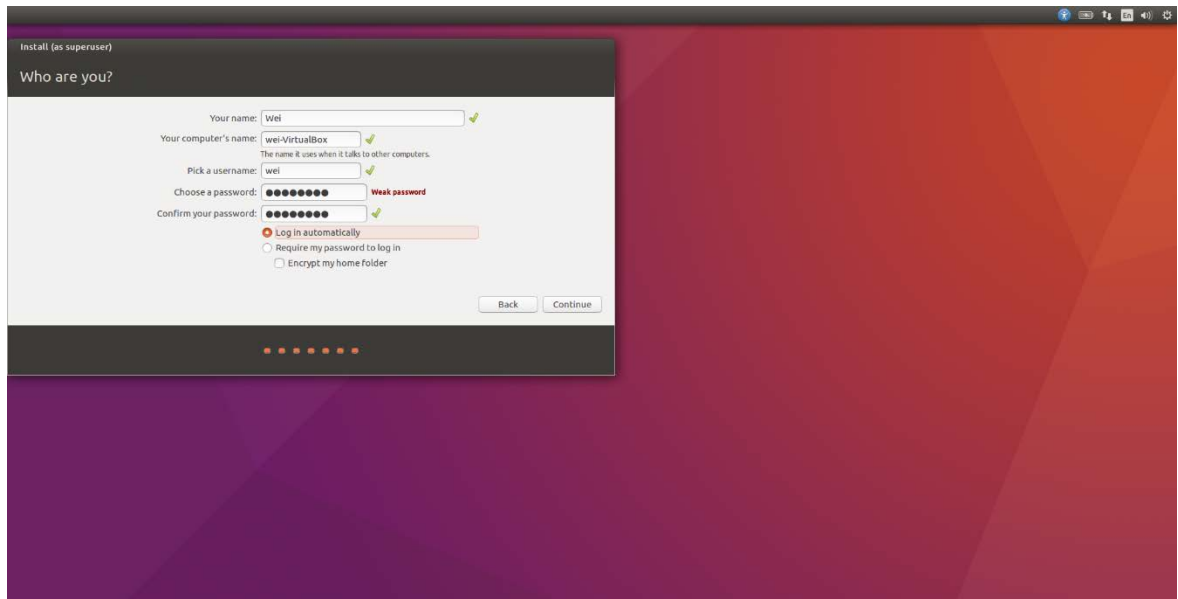 En
Install (as superuser)
Who are you?
Your name: Wei
Your computer's name: wei-VirtualBox
The name it uses when it talks to other computers.
Pick a username: wei
Choose a password: ●●●●●●●● Weak password
Confirm your password: ●●●●●●●●
Log in automatically
Require my password to log in
Encrypt my home folder
Back Continue